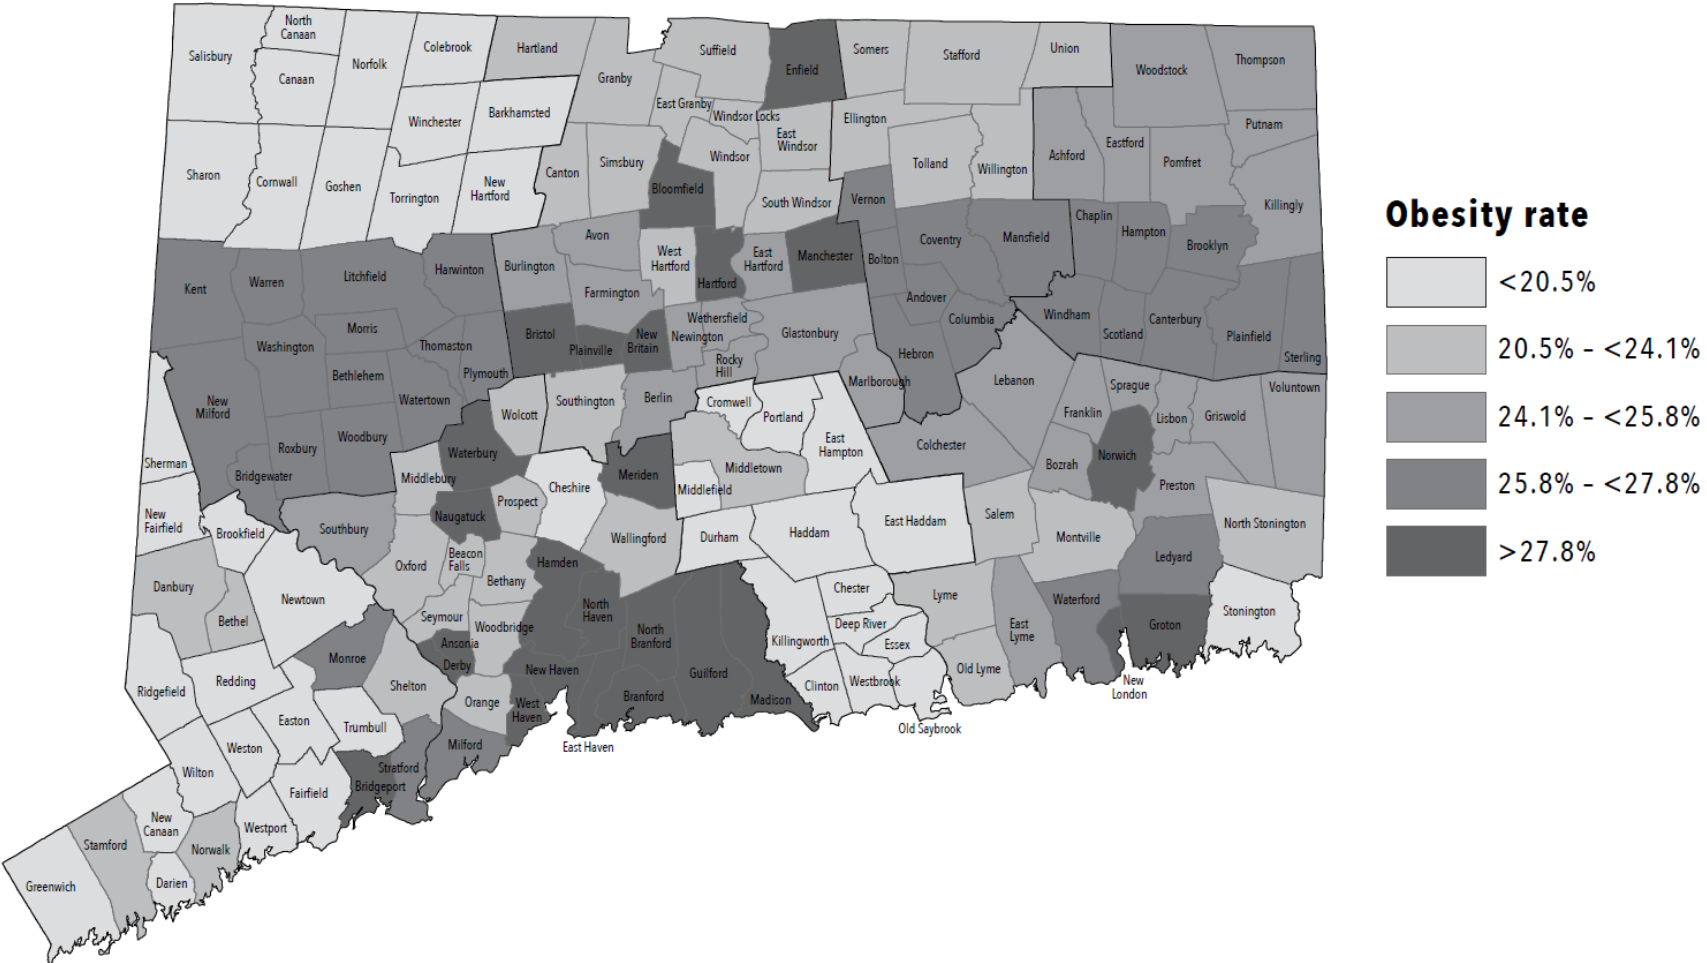 North
Canaan
Colebrook
Hartland
Suffield
Somers
Stafford
Union
Salisbury
Norfolk
Canaan
Granby
Enfield
Woodstock
Thompson
East Granby
Windsor Locks
Winchester
Barkhamsted
Ellington
Putnam
East
Windsor
Eastford
Ashford
Windsor
Simsbury
Tolland
Willington
Pomfret
Sharon
Cornwall
Goshen
Torrington
New
Hartford
Canton
Bloomfield
South Windsor
Vernon
Killingly
Avon
Chaplin
Hampton
Brooklyn
Coventry
Mansfield
West
Hartford
East
Hartford
Manchester
Bolton
Kent
Warren
Litchfield
Harwinton
Burlington
Farmington
Hartford
Andover
Columbia
Windham
Scotland
Canterbury
Plainfield
Sterling
Washington
Morris
Thomaston
Bristol
Plainville
New
Britain
Wethersfield
Newington
Glastonbury
Rocky
Hill
Hebron
Bethlehem
Plymouth
Watertown
Marlborough
Lebanon
Sprague
Voluntown
New
Milford
Wolcott
Southington
Berlin
Cromwell
Portland
Franklin
Lisbon
Griswold
Roxbury
Woodbury
Waterbury
East
Hampton
Colchester
Bozrah
Norwich
Sherman
Bridgewater
Middlebury
Cheshire
Meriden
Middletown
Middlefield
Preston
New
Fairfield
Brookfield
Southbury
Naugatuck
Prospect
Wallingford
Durham
Haddam
East Haddam
Salem
Montville
North Stonington
Danbury
Bethel
Newtown
Oxford
Beacon
Falls
Bethany
Hamden
Ledyard
Chester
Lyme
Waterford
Seymour
Woodbridge
North
Haven
North
Branford
Killingworth
Deep River
Essex
East
Lyme
Groton
Stonington
Monroe
Ansonia
Derby
New Haven
Guilford
Clinton
Westbrook
Old Lyme
New
London
Ridgefield
Redding
Shelton
Orange
West
Haven
Branford
Madison
Old Saybrook
Easton
Trumbull
Milford
East Haven
Weston
Wilton
Stratford
Bridgeport
Fairfield
New
Canaan
Westport
Stamford
Norwalk
Darien
Greenwich
Obesity rate
<20.5%
20.5% - <24.1%
24.1% - <25.8%
25.8% - <27.8%
>27.8%